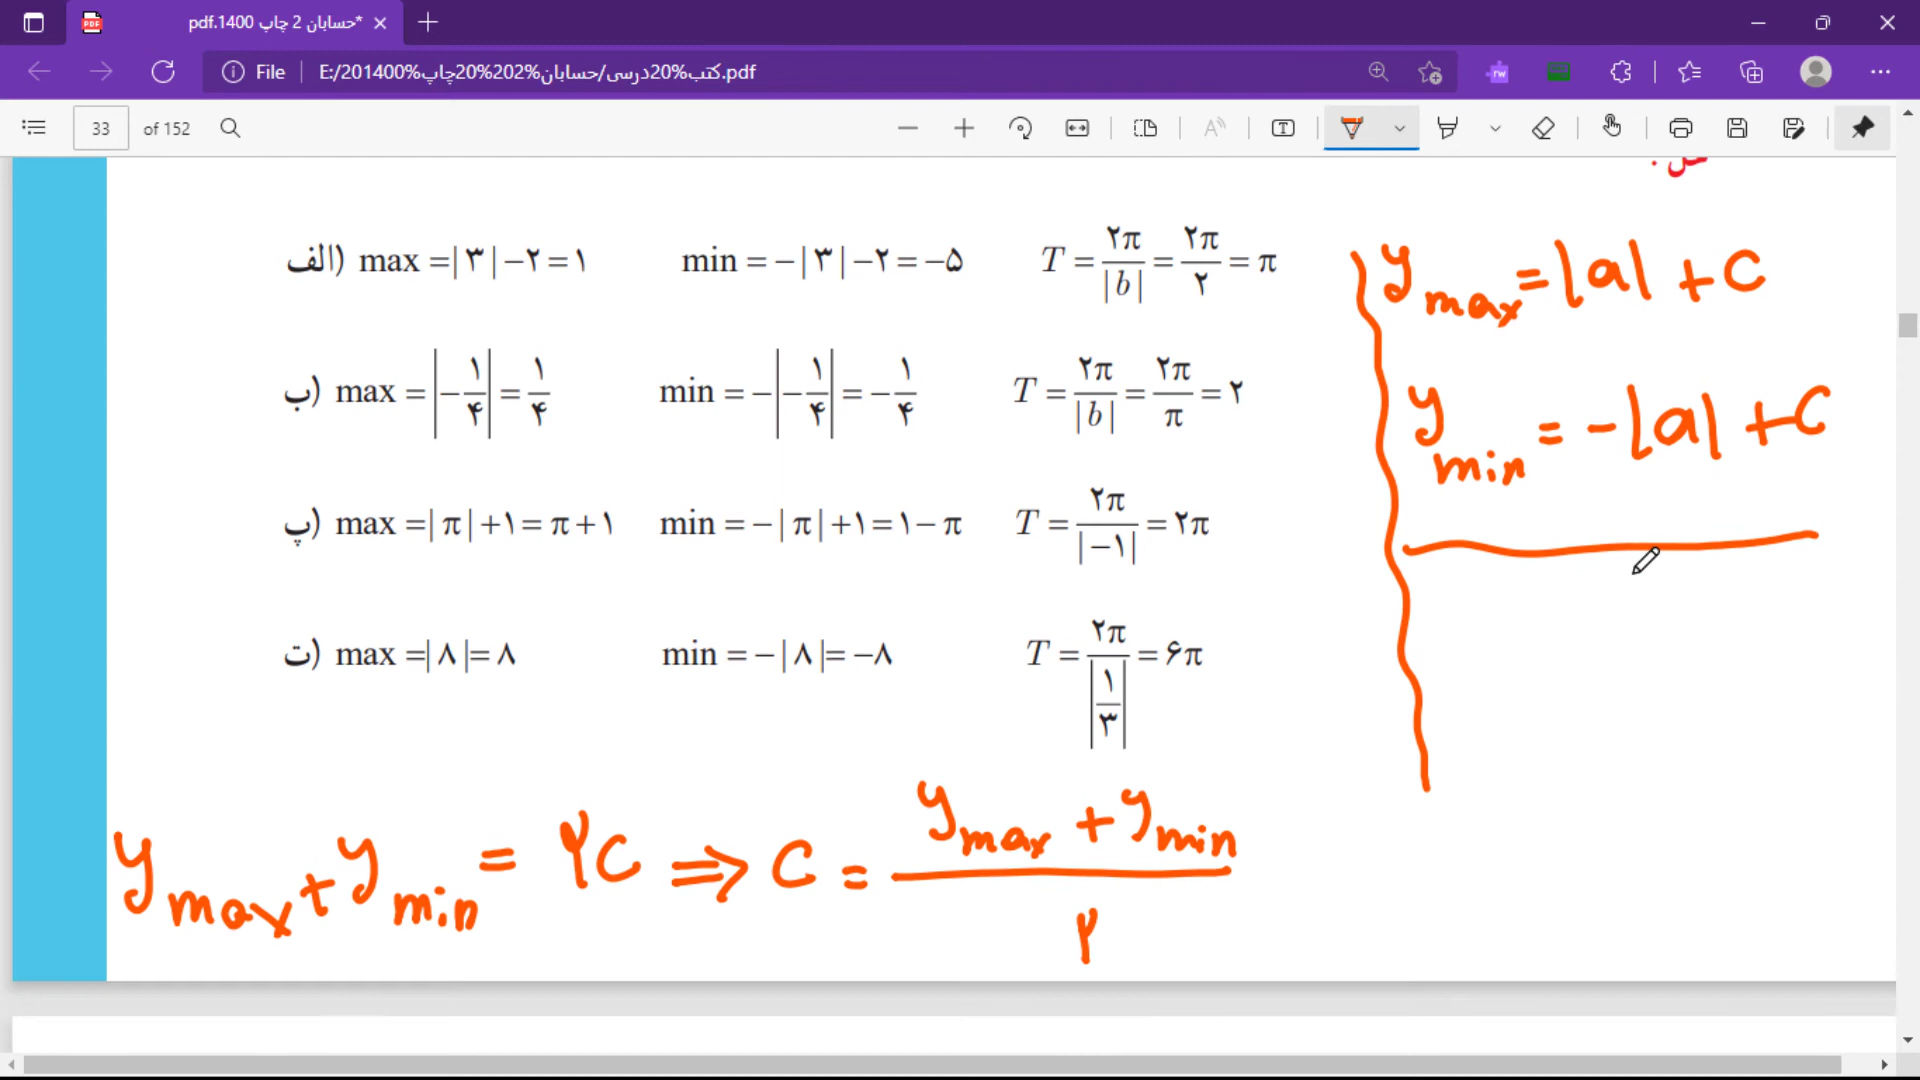 *حسابان 2 چاپ 1400.pdf
File E:/201400%کتب%20درسی/حسابان%202%20چاپ.pdf
33 of 152
الف) max =|۳|−۲=۱ min = −|۳|−۲=−۵ T = ۲π/|b| = ۲π/۲ = π
ب) max = |−۱/۴| = ۱/۴ min = −|−۱/۴| = −۱/۴ T = ۲π/|b| = ۲π/π = ۲
پ) max =|π|+۱=π+۱ min = −|π|+۱=۱−π T = ۲π/|−۱| = ۲π
ت) max =|۸|=۸ min = −|۸|=−۸ T = ۲π/|۱/۳| = ۶π
y max = |a| + c
y min = -|a| + c
y max + y min = ۲c ⇒ c = (y max + y min)/۲